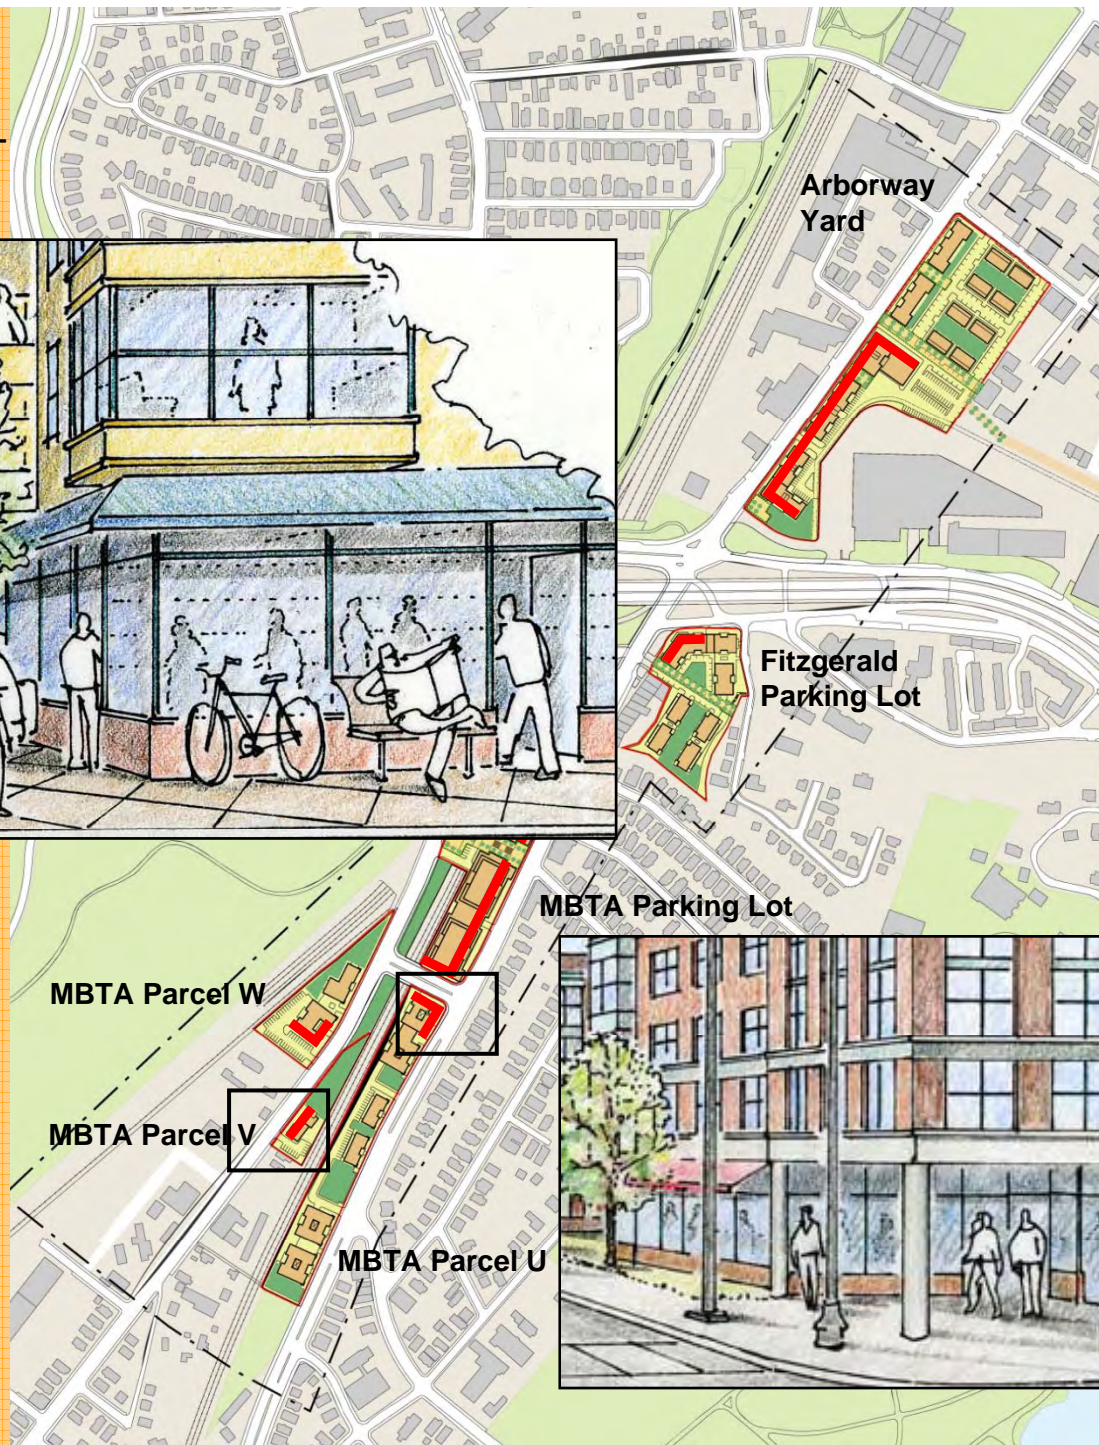 Arborway
Yard
Fitzgerald
Parking Lot
MBTA Parking Lot
MBTA Parcel W
MBTA Parcel V
MBTA Parcel U